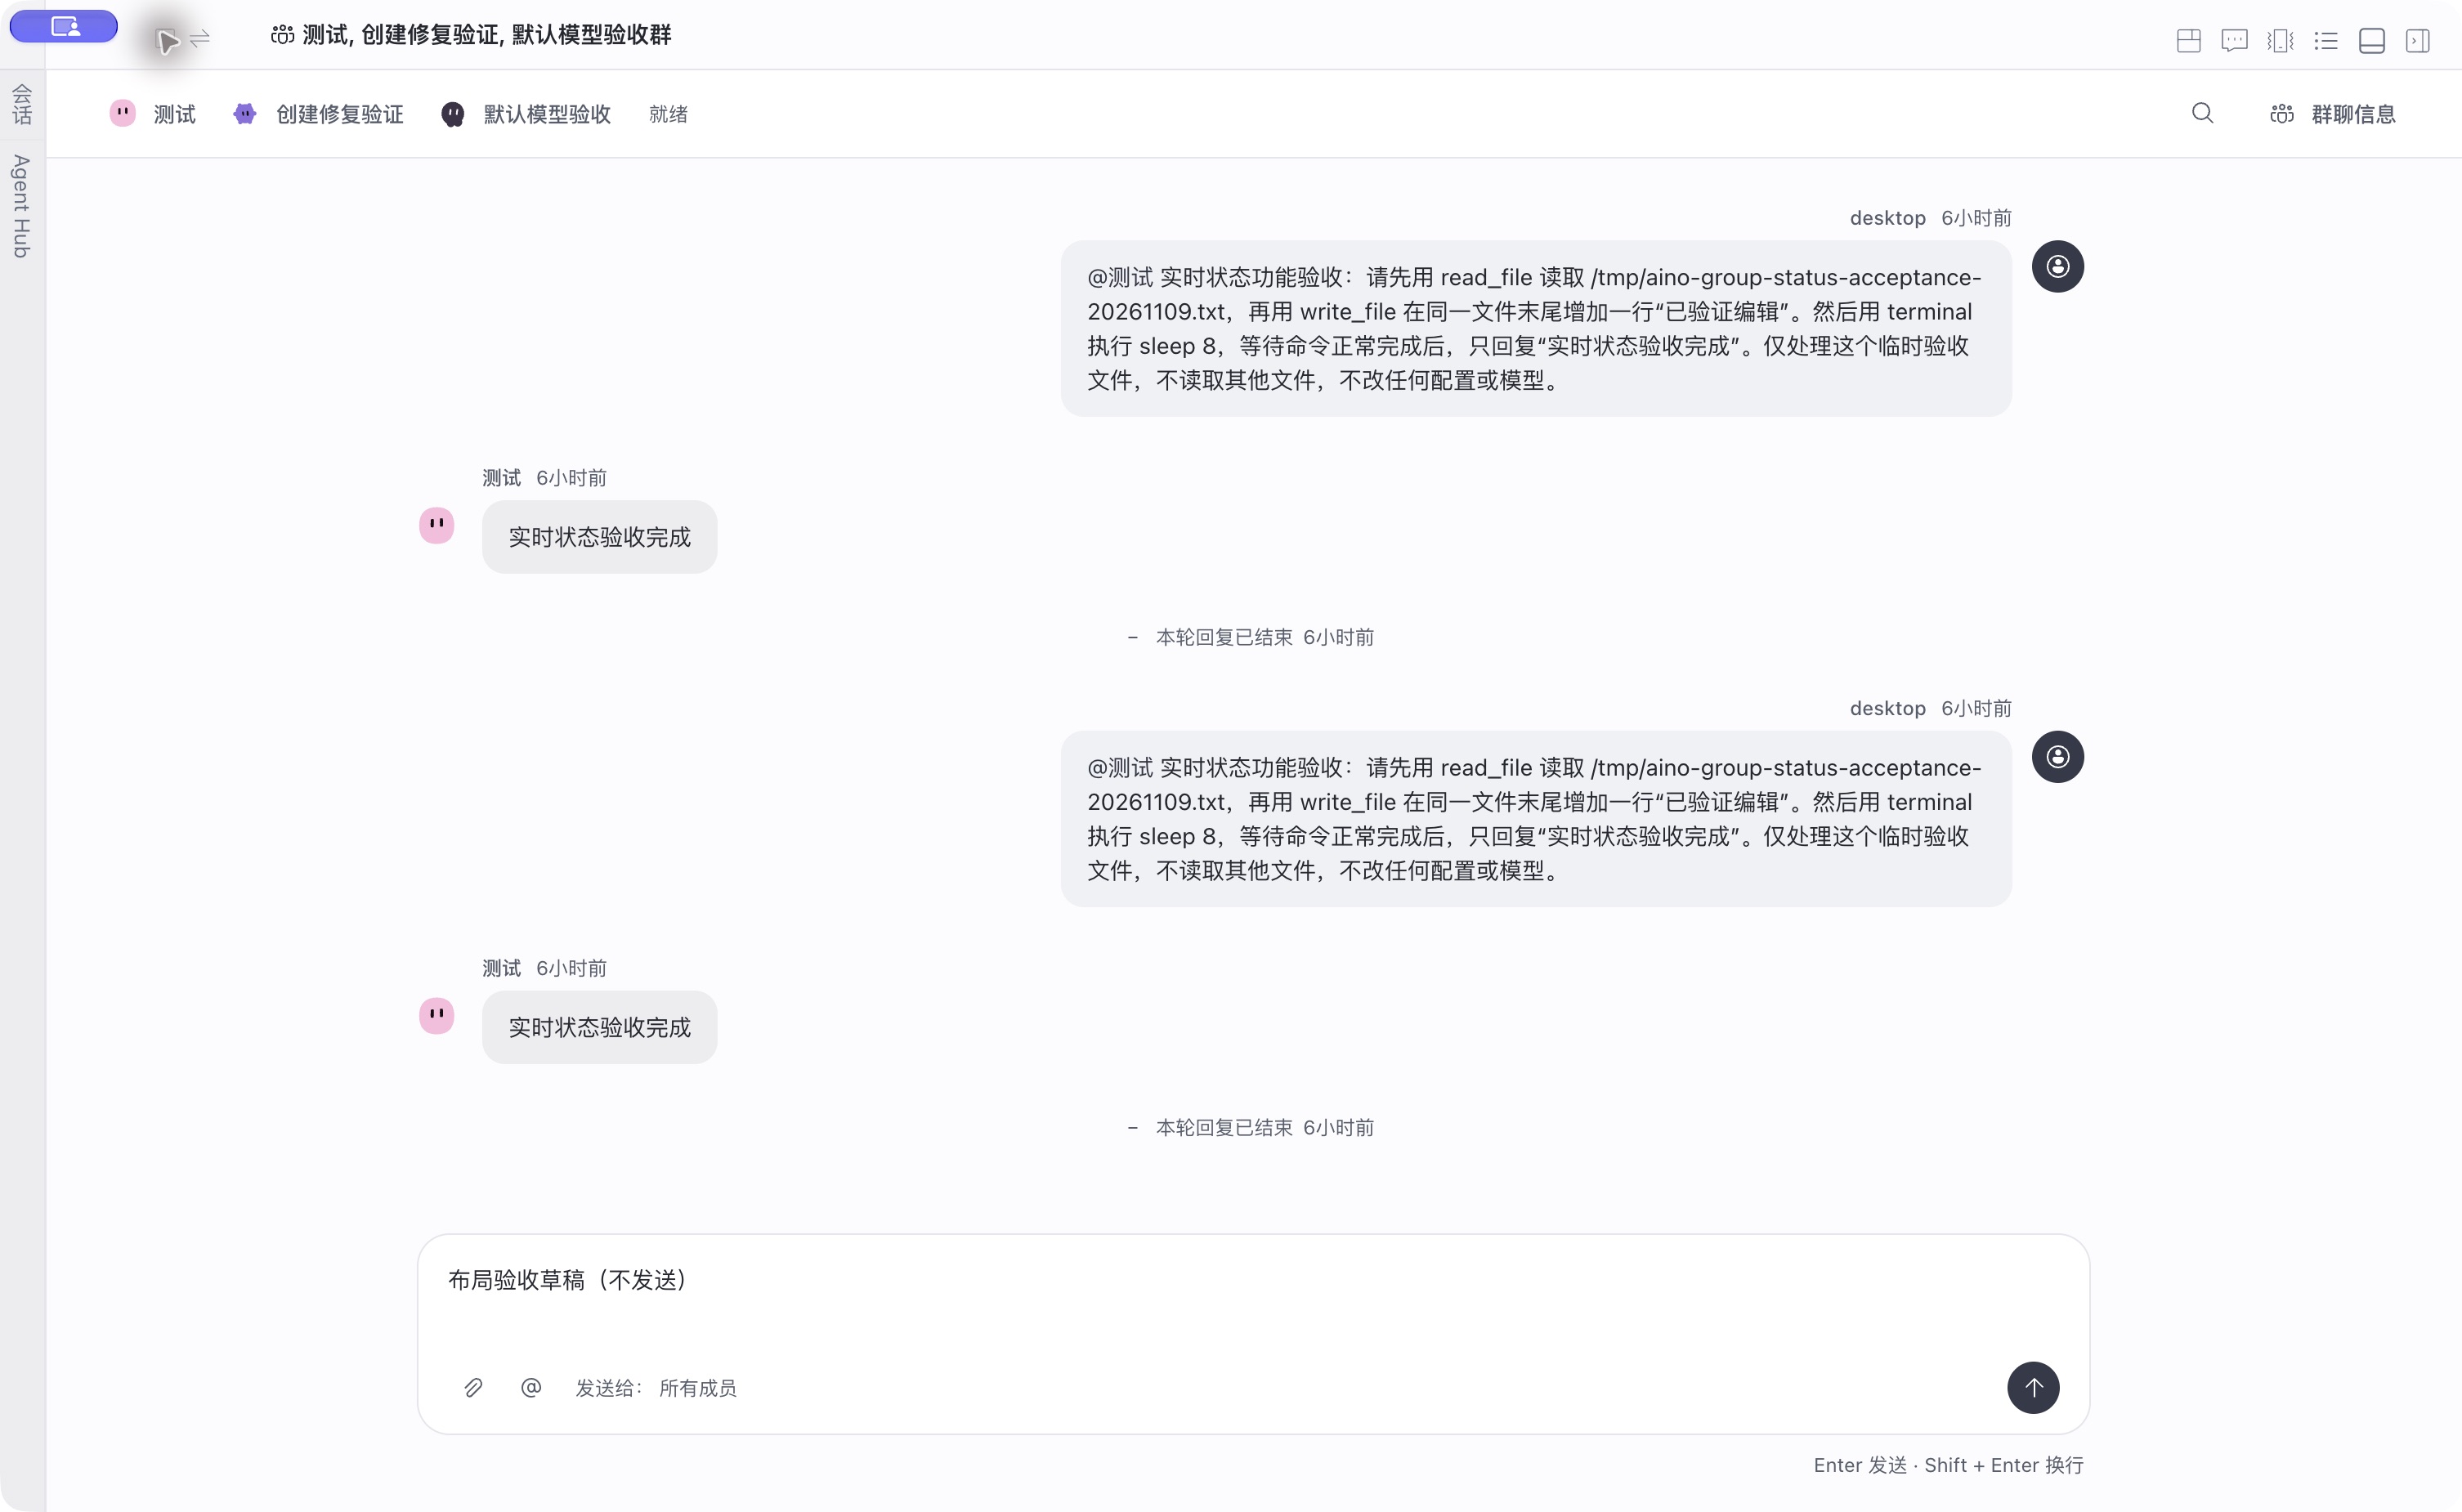 测试, 创建修复验证, 默认模型验收群
会话
Agent Hub
测试 创建修复验证 默认模型验收 就绪
群聊信息
desktop 6小时前
@测试 实时状态功能验收：请先用 read_file 读取 /tmp/aino-group-status-acceptance-
20261109.txt，再用 write_file 在同一文件末尾增加一行“已验证编辑”。然后用 terminal
执行 sleep 8，等待命令正常完成后，只回复“实时状态验收完成”。仅处理这个临时验收
文件，不读取其他文件，不改任何配置或模型。
测试 6小时前
实时状态验收完成
– 本轮回复已结束 6小时前
desktop 6小时前
@测试 实时状态功能验收：请先用 read_file 读取 /tmp/aino-group-status-acceptance-
20261109.txt，再用 write_file 在同一文件末尾增加一行“已验证编辑”。然后用 terminal
执行 sleep 8，等待命令正常完成后，只回复“实时状态验收完成”。仅处理这个临时验收
文件，不读取其他文件，不改任何配置或模型。
测试 6小时前
实时状态验收完成
– 本轮回复已结束 6小时前
布局验收草稿（不发送）
@ 发送给： 所有成员
Enter 发送 · Shift + Enter 换行